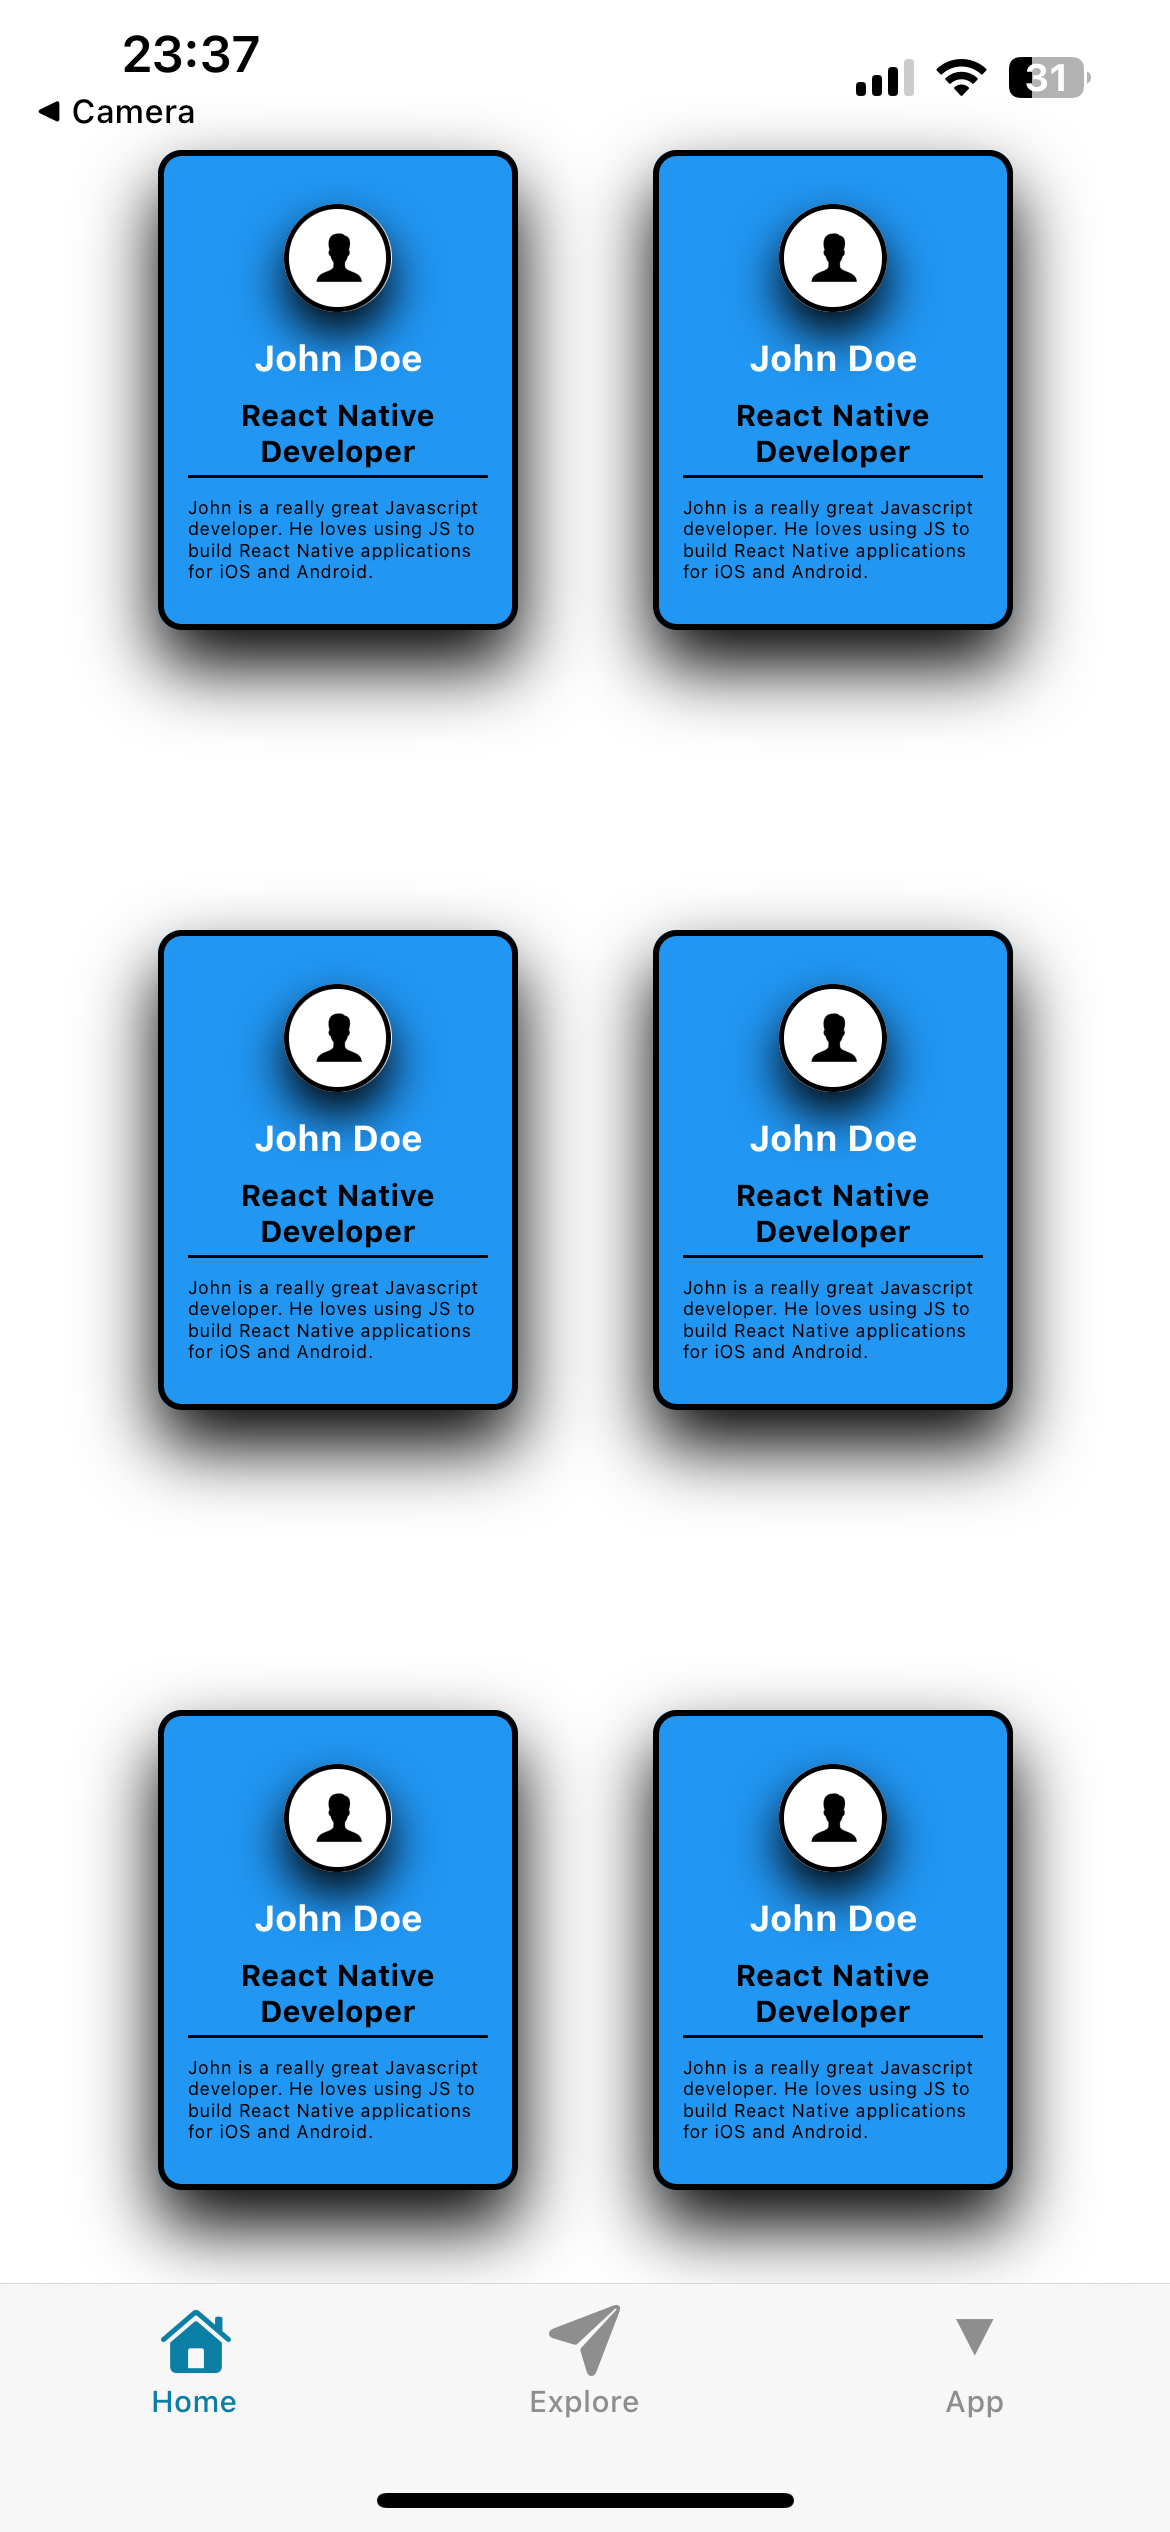 23:37
31
◀ Camera
John Doe
React Native
Developer
John is a really great Javascript
developer. He loves using JS to
build React Native applications
for iOS and Android.
John Doe
React Native
Developer
John is a really great Javascript
developer. He loves using JS to
build React Native applications
for iOS and Android.
John Doe
React Native
Developer
John is a really great Javascript
developer. He loves using JS to
build React Native applications
for iOS and Android.
John Doe
React Native
Developer
John is a really great Javascript
developer. He loves using JS to
build React Native applications
for iOS and Android.
John Doe
React Native
Developer
John is a really great Javascript
developer. He loves using JS to
build React Native applications
for iOS and Android.
John Doe
React Native
Developer
John is a really great Javascript
developer. He loves using JS to
build React Native applications
for iOS and Android.
Home
Explore
App